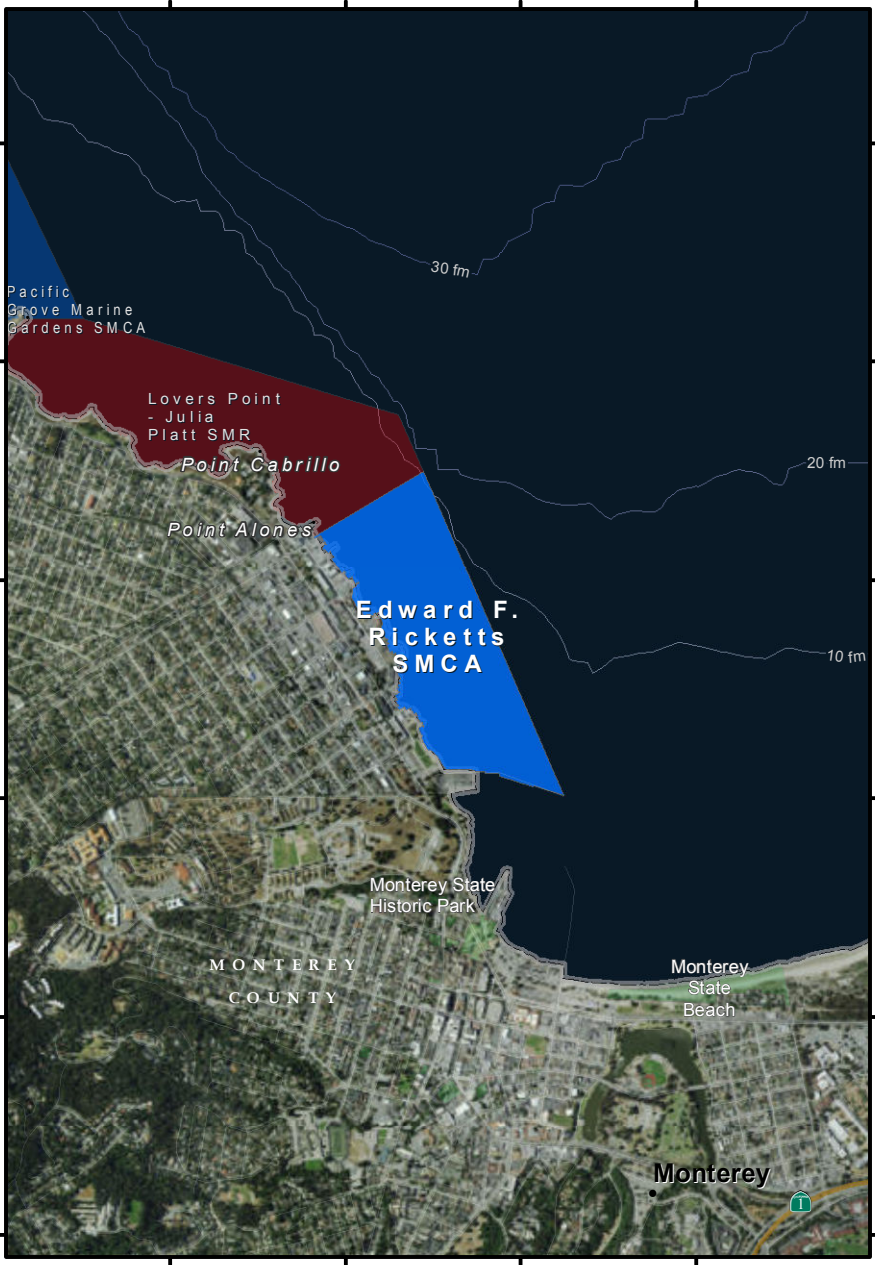 30 fm
Pacific
Grove Marine
Gardens SMCA
Lovers Point
- Julia
Platt SMR
Point Cabrillo
20 fm
Point Alones
Edward F.
Ricketts
SMCA
10 fm
Monterey State
Historic Park
MONTEREY
COUNTY
Monterey
State
Beach
Monterey
1